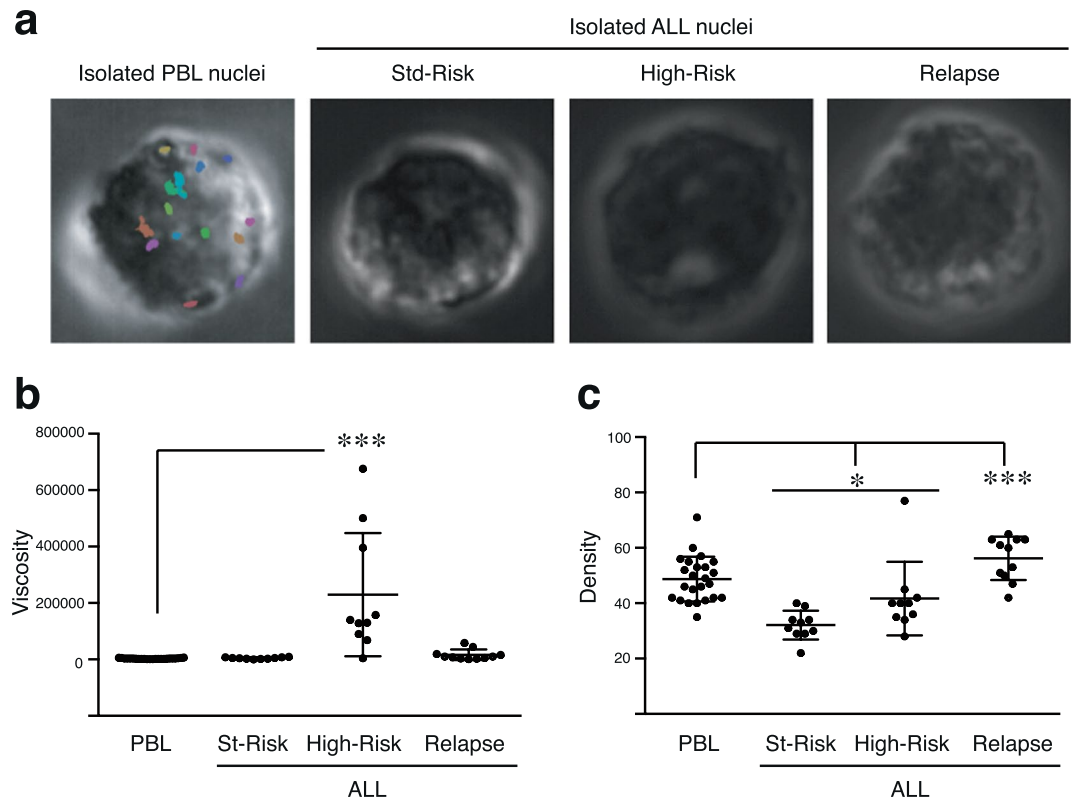 a
Isolated ALL nuclei
Isolated PBL nuclei
Std-Risk
High-Risk
Relapse
b
800000
600000
400000
200000
0
Viscosity
***
PBL
St-Risk
High-Risk
Relapse
ALL
c
100
80
60
40
20
Density
*
***
PBL
St-Risk
High-Risk
Relapse
ALL